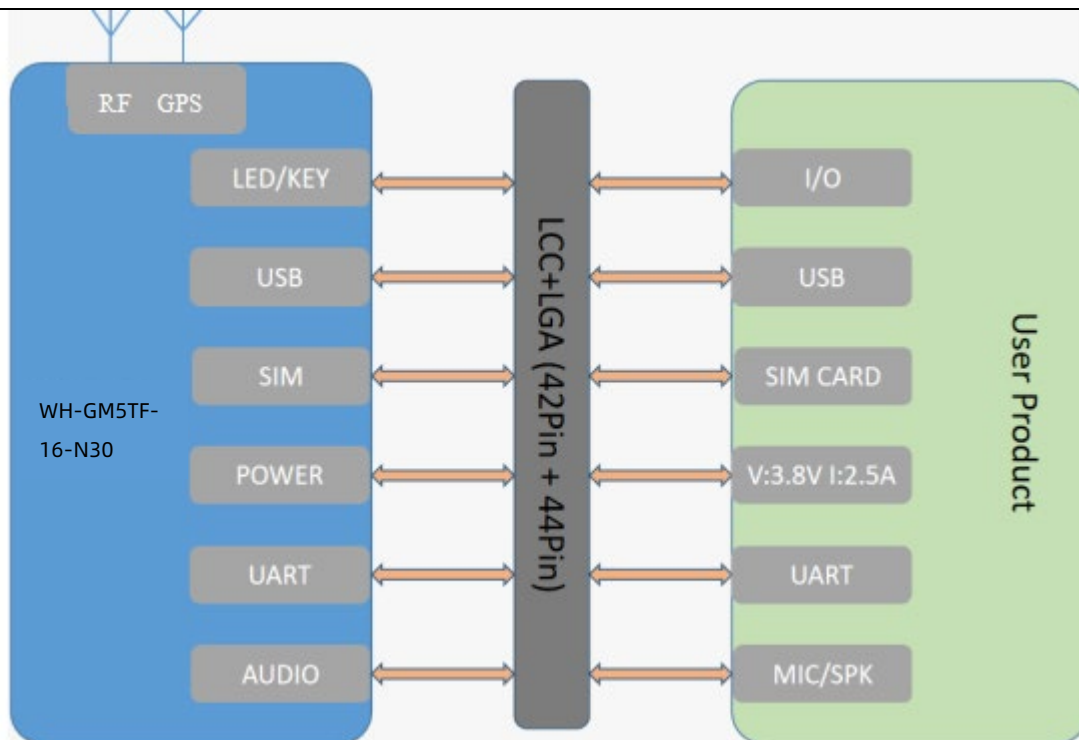 RF GPS
LED/KEY
USB
SIM
POWER
UART
AUDIO
WH-GM5TF-
16-N30
LCC+LGA (42Pin + 44Pin)
I/O
USB
SIM CARD
V:3.8V I:2.5A
UART
MIC/SPK
User Product